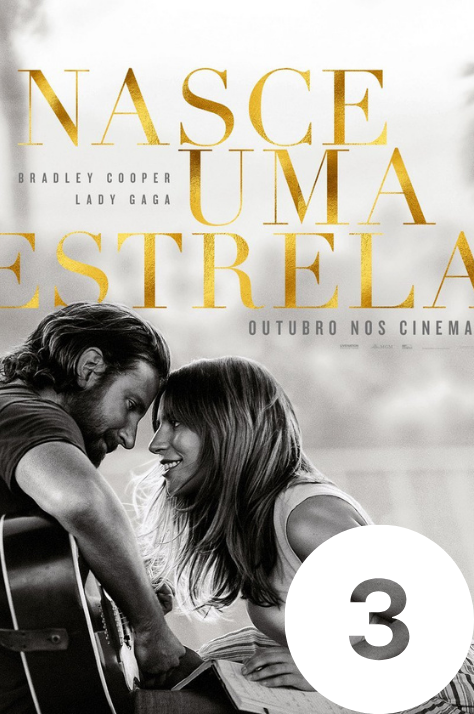 NASCE
UMA
BRADLEY COOPER
LADY GAGA
ESTRELA
OUTUBRO NOS CINEMA
3